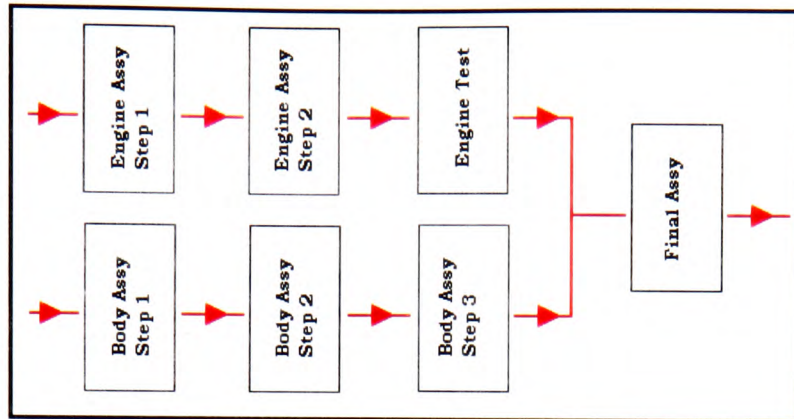 Engine Assy
Step 1
Engine Assy
Step 2
Engine Test
Body Assy
Step 1
Body Assy
Step 2
Body Assy
Step 3
Final Assy